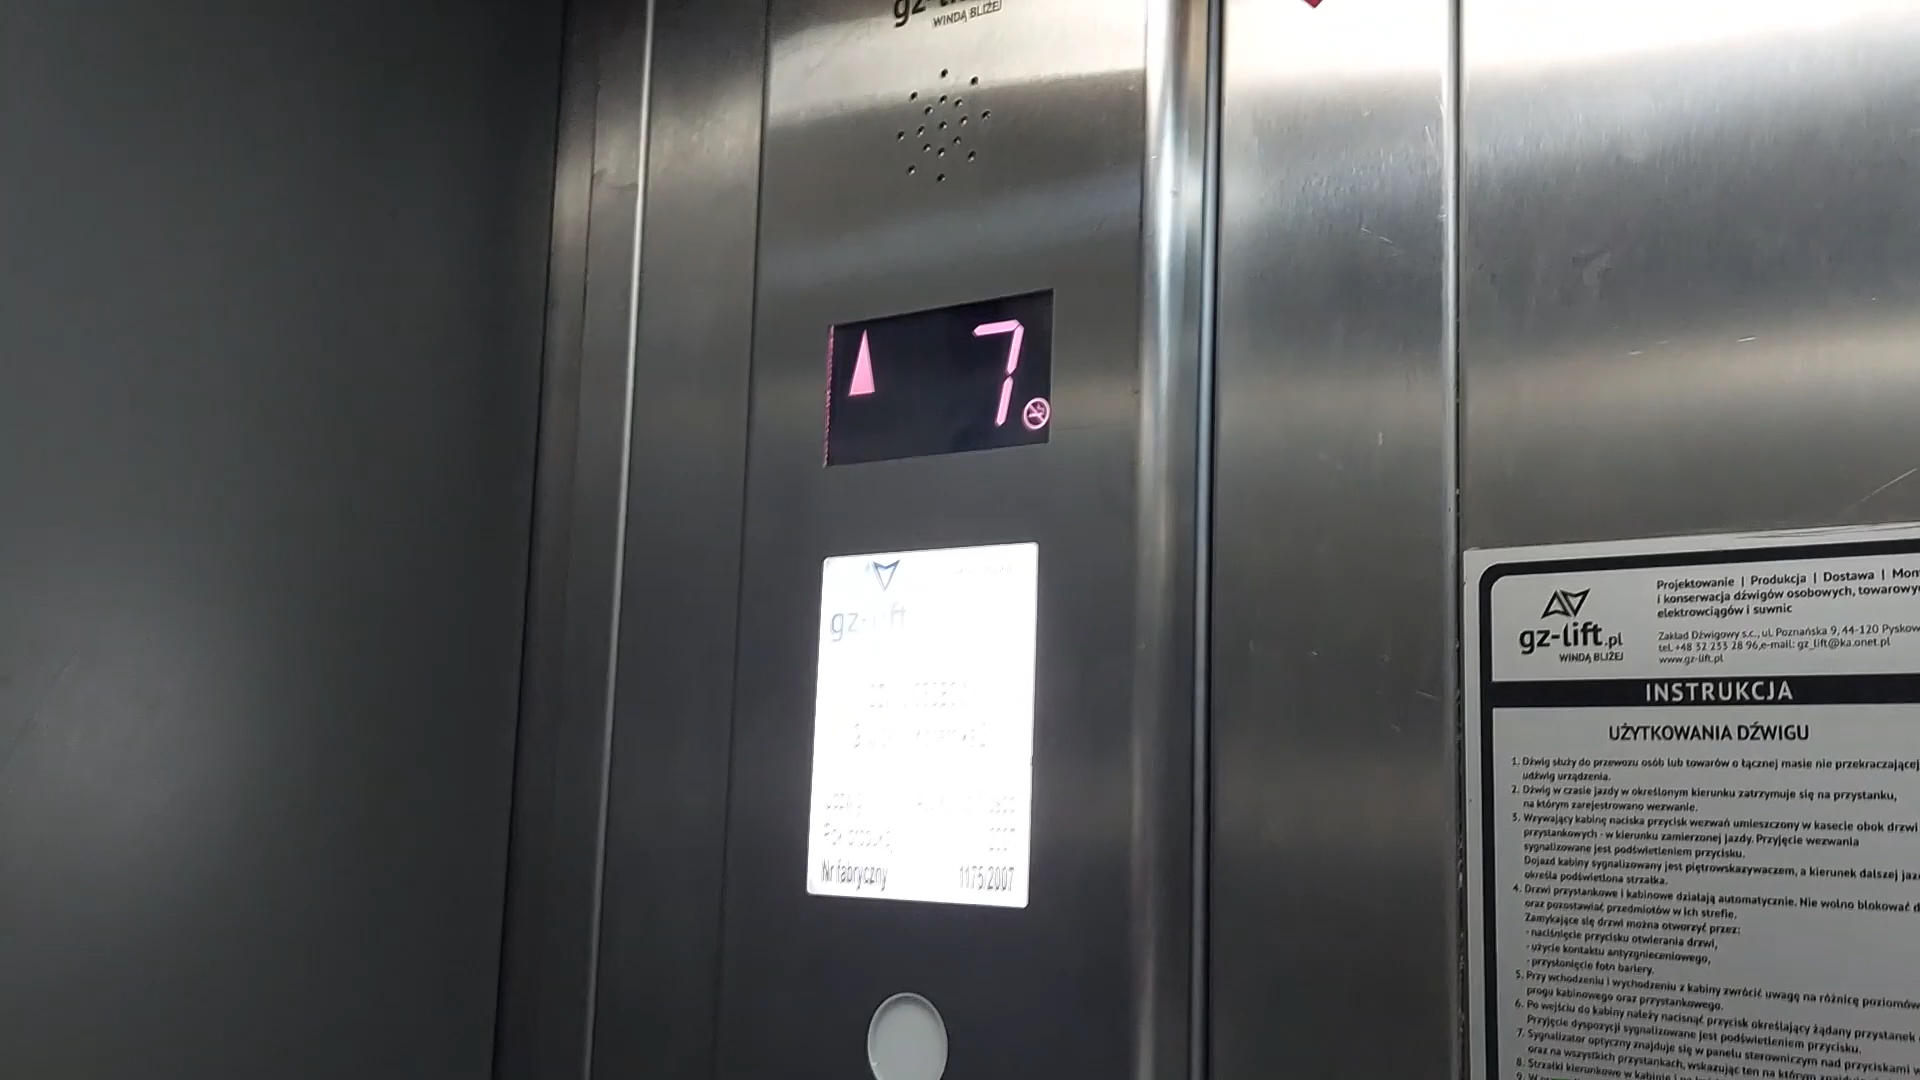 WINDĄ BLIŻEJ
7
gz-lift
Nr fabryczny 1175/2007
Projektowanie | Produkcja | Dostawa |
i konserwacja dźwigów osobowych,
elektrowciągów i suwnic
gz-lift.pl
WINDĄ BLIŻEJ
Zakład Dźwigowy s.c., ul. Poznańska 9, 44-120
tel. +48 32 233 28 96,e-mail: gz_lift@ka.onet.pl
www.gz-lift.pl
INSTRUKCJA
UŻYTKOWANIA DŹWIGU
1. Dźwig służy do przewozu osób lub towarów o łącznej masie nie przekraczającej
udźwig urządzenia.
2. Dźwig w czasie jazdy w określonym kierunku zatrzymuje się na przystanku,
na którym zarejestrowano wezwanie.
3. Wzywający kabinę naciska przycisk wezwań umieszczony w kasecie obok drzwi
przystankowych - w kierunku zamierzonej jazdy. Przyjęcie wezwania
sygnalizowane jest podświetleniem przycisku.
Dojazd kabiny sygnalizowany jest piętrowskazywaczem, a kierunek dalszej
określa podświetlona strzałka.
4. Drzwi przystankowe i kabinowe działają automatycznie. Nie wolno blokować
oraz pozostawiać przedmiotów w ich strefie.
Zamykające się drzwi można otworzyć przez:
- naciśnięcie przycisku otwierania drzwi,
- użycie kontaktu antyzgnieceniowego,
- przysłonięcie foto bariery.
5. Przy wchodzeniu i wychodzeniu z kabiny zwrócić uwagę na różnicę poziomów
progu kabinowego oraz przystankowego.
6. Po wejściu do kabiny należy nacisnąć przycisk określający żądany przystanek
Przyjęcie dyspozycji sygnalizowane jest podświetleniem przycisku.
7. Sygnalizator optyczny znajduje się w panelu sterowniczym nad przyciskami
oraz na wszystkich przystankach, wskazując ten na którym
8. Strzałki kierunkowe w kabinie i
9.